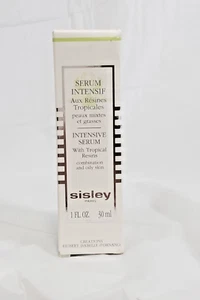 SERUM
INTENSIF
Aux Résines
Tropicales
peaux mixtes
et grasses
INTENSIVE
SERUM
With Tropical
Resins
combination
and oily skin
sisley
PARIS
1 FL. OZ. 30 ml